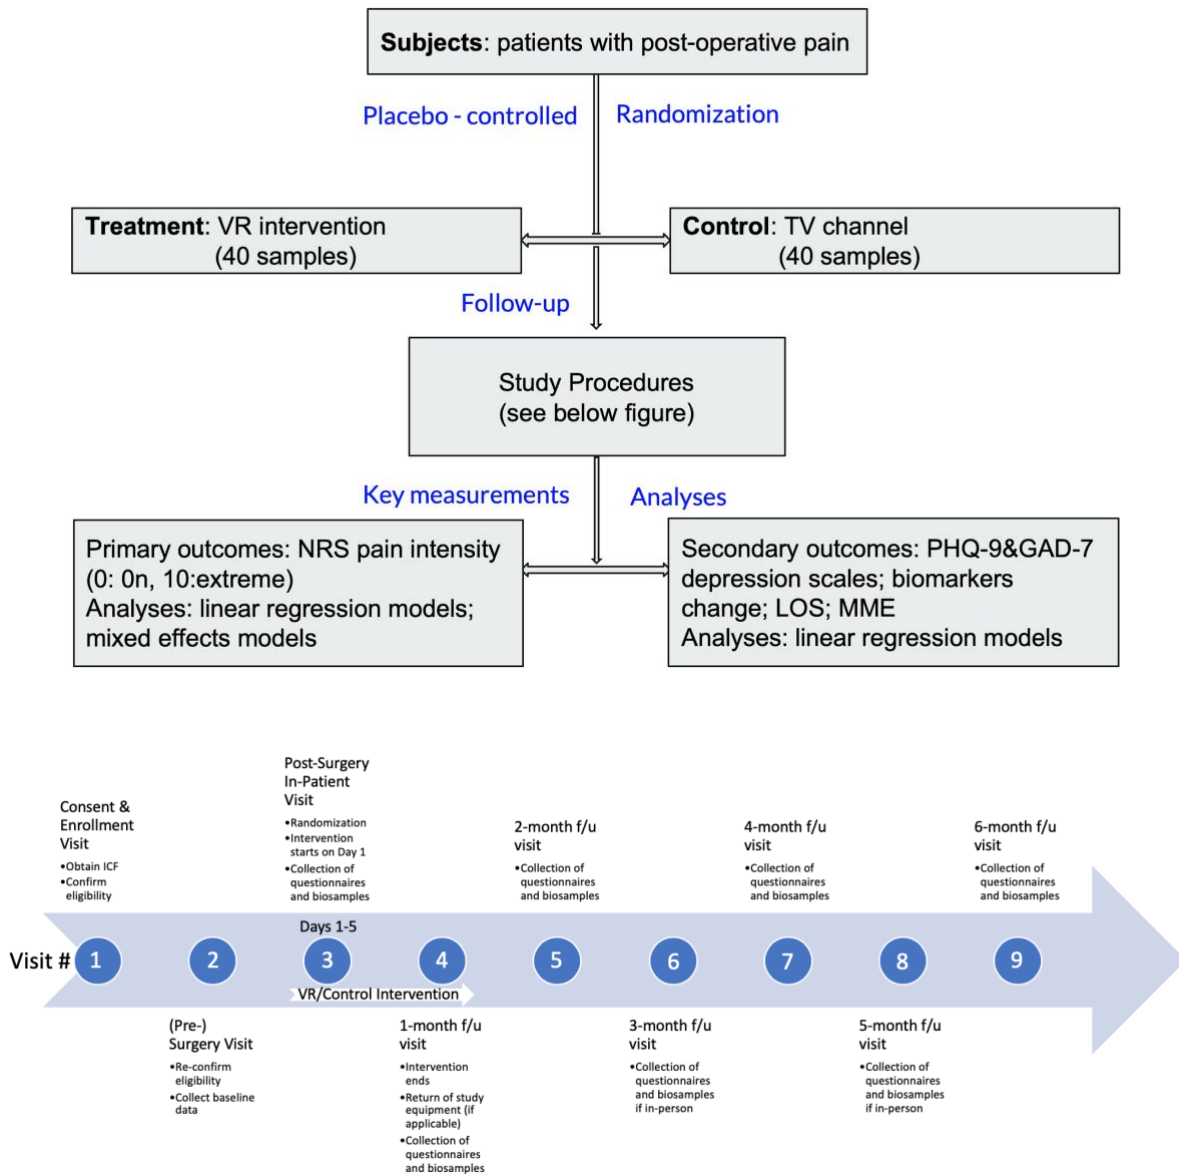 Subjects: patients with post-operative pain
Placebo - controlled
Randomization
Treatment: VR intervention
(40 samples)
Control: TV channel
(40 samples)
Follow-up
Study Procedures
(see below figure)
Key measurements
Analyses
Primary outcomes: NRS pain intensity
(0: 0n, 10:extreme)
Analyses: linear regression models;
mixed effects models
Secondary outcomes: PHQ-9&GAD-7
depression scales; biomarkers
change; LOS; MME
Analyses: linear regression models
Consent &
Enrollment
Visit
•Obtain ICF
•Confirm
eligibility
Post-Surgery
In-Patient
Visit
•Randomization
•Intervention
starts on Day 1
•Collection of
questionnaires
and biosamples
2-month f/u
visit
•Collection of
questionnaires
and biosamples
4-month f/u
visit
•Collection of
questionnaires
and biosamples
6-month f/u
visit
•Collection of
questionnaires
and biosamples
Days 1-5
Visit # 1 2 3 4 5 6 7 8 9
VR/Control Intervention
(Pre-)
Surgery Visit
•Re-confirm
eligibility
•Collect baseline
data
1-month f/u
visit
•Intervention
ends
•Return of study
equipment (if
applicable)
•Collection of
questionnaires
and biosamples
3-month f/u
visit
•Collection of
questionnaires
and biosamples
if in-person
5-month f/u
visit
•Collection of
questionnaires
and biosamples
if in-person